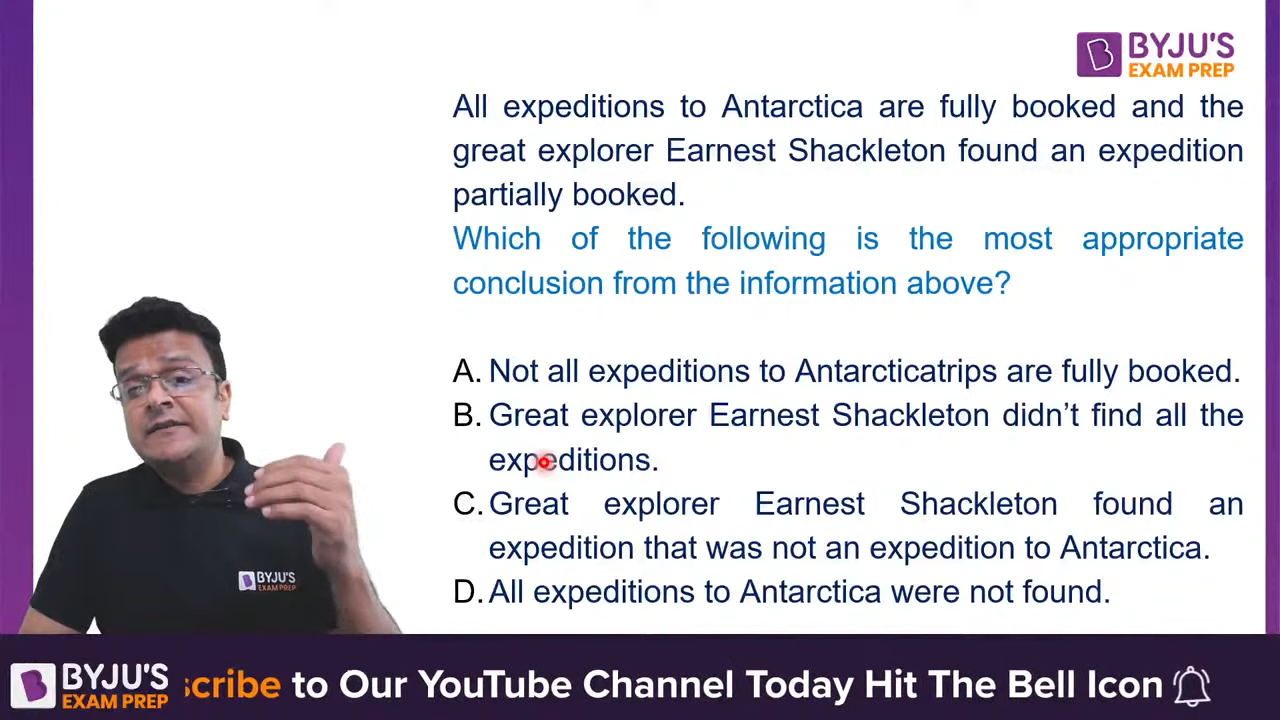 BYJU'S
EXAM PREP
All expeditions to Antarctica are fully booked and the
great explorer Earnest Shackleton found an expedition
partially booked.
Which of the following is the most appropriate
conclusion from the information above?
A. Not all expeditions to Antarcticatrips are fully booked.
B. Great explorer Earnest Shackleton didn't find all the
expeditions.
C. Great explorer Earnest Shackleton found an
expedition that was not an expedition to Antarctica.
D. All expeditions to Antarctica were not found.
BYJU'S
EXAM PREP
BYJU'S
EXAM PREP
scribe to Our YouTube Channel Today Hit The Bell Icon